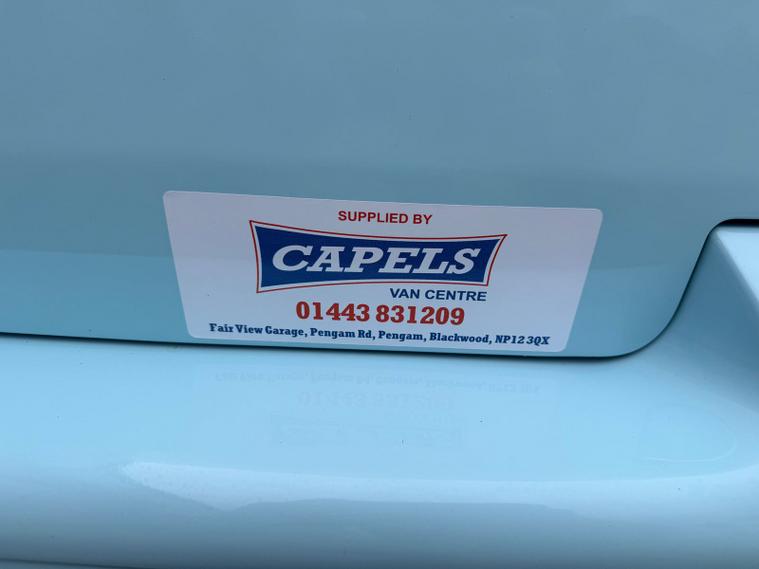 SUPPLIED BY
CAPELS
VAN CENTRE
01443 831209
Fair View Garage, Pengam Rd, Pengam, Blackwood, NP12 3QX